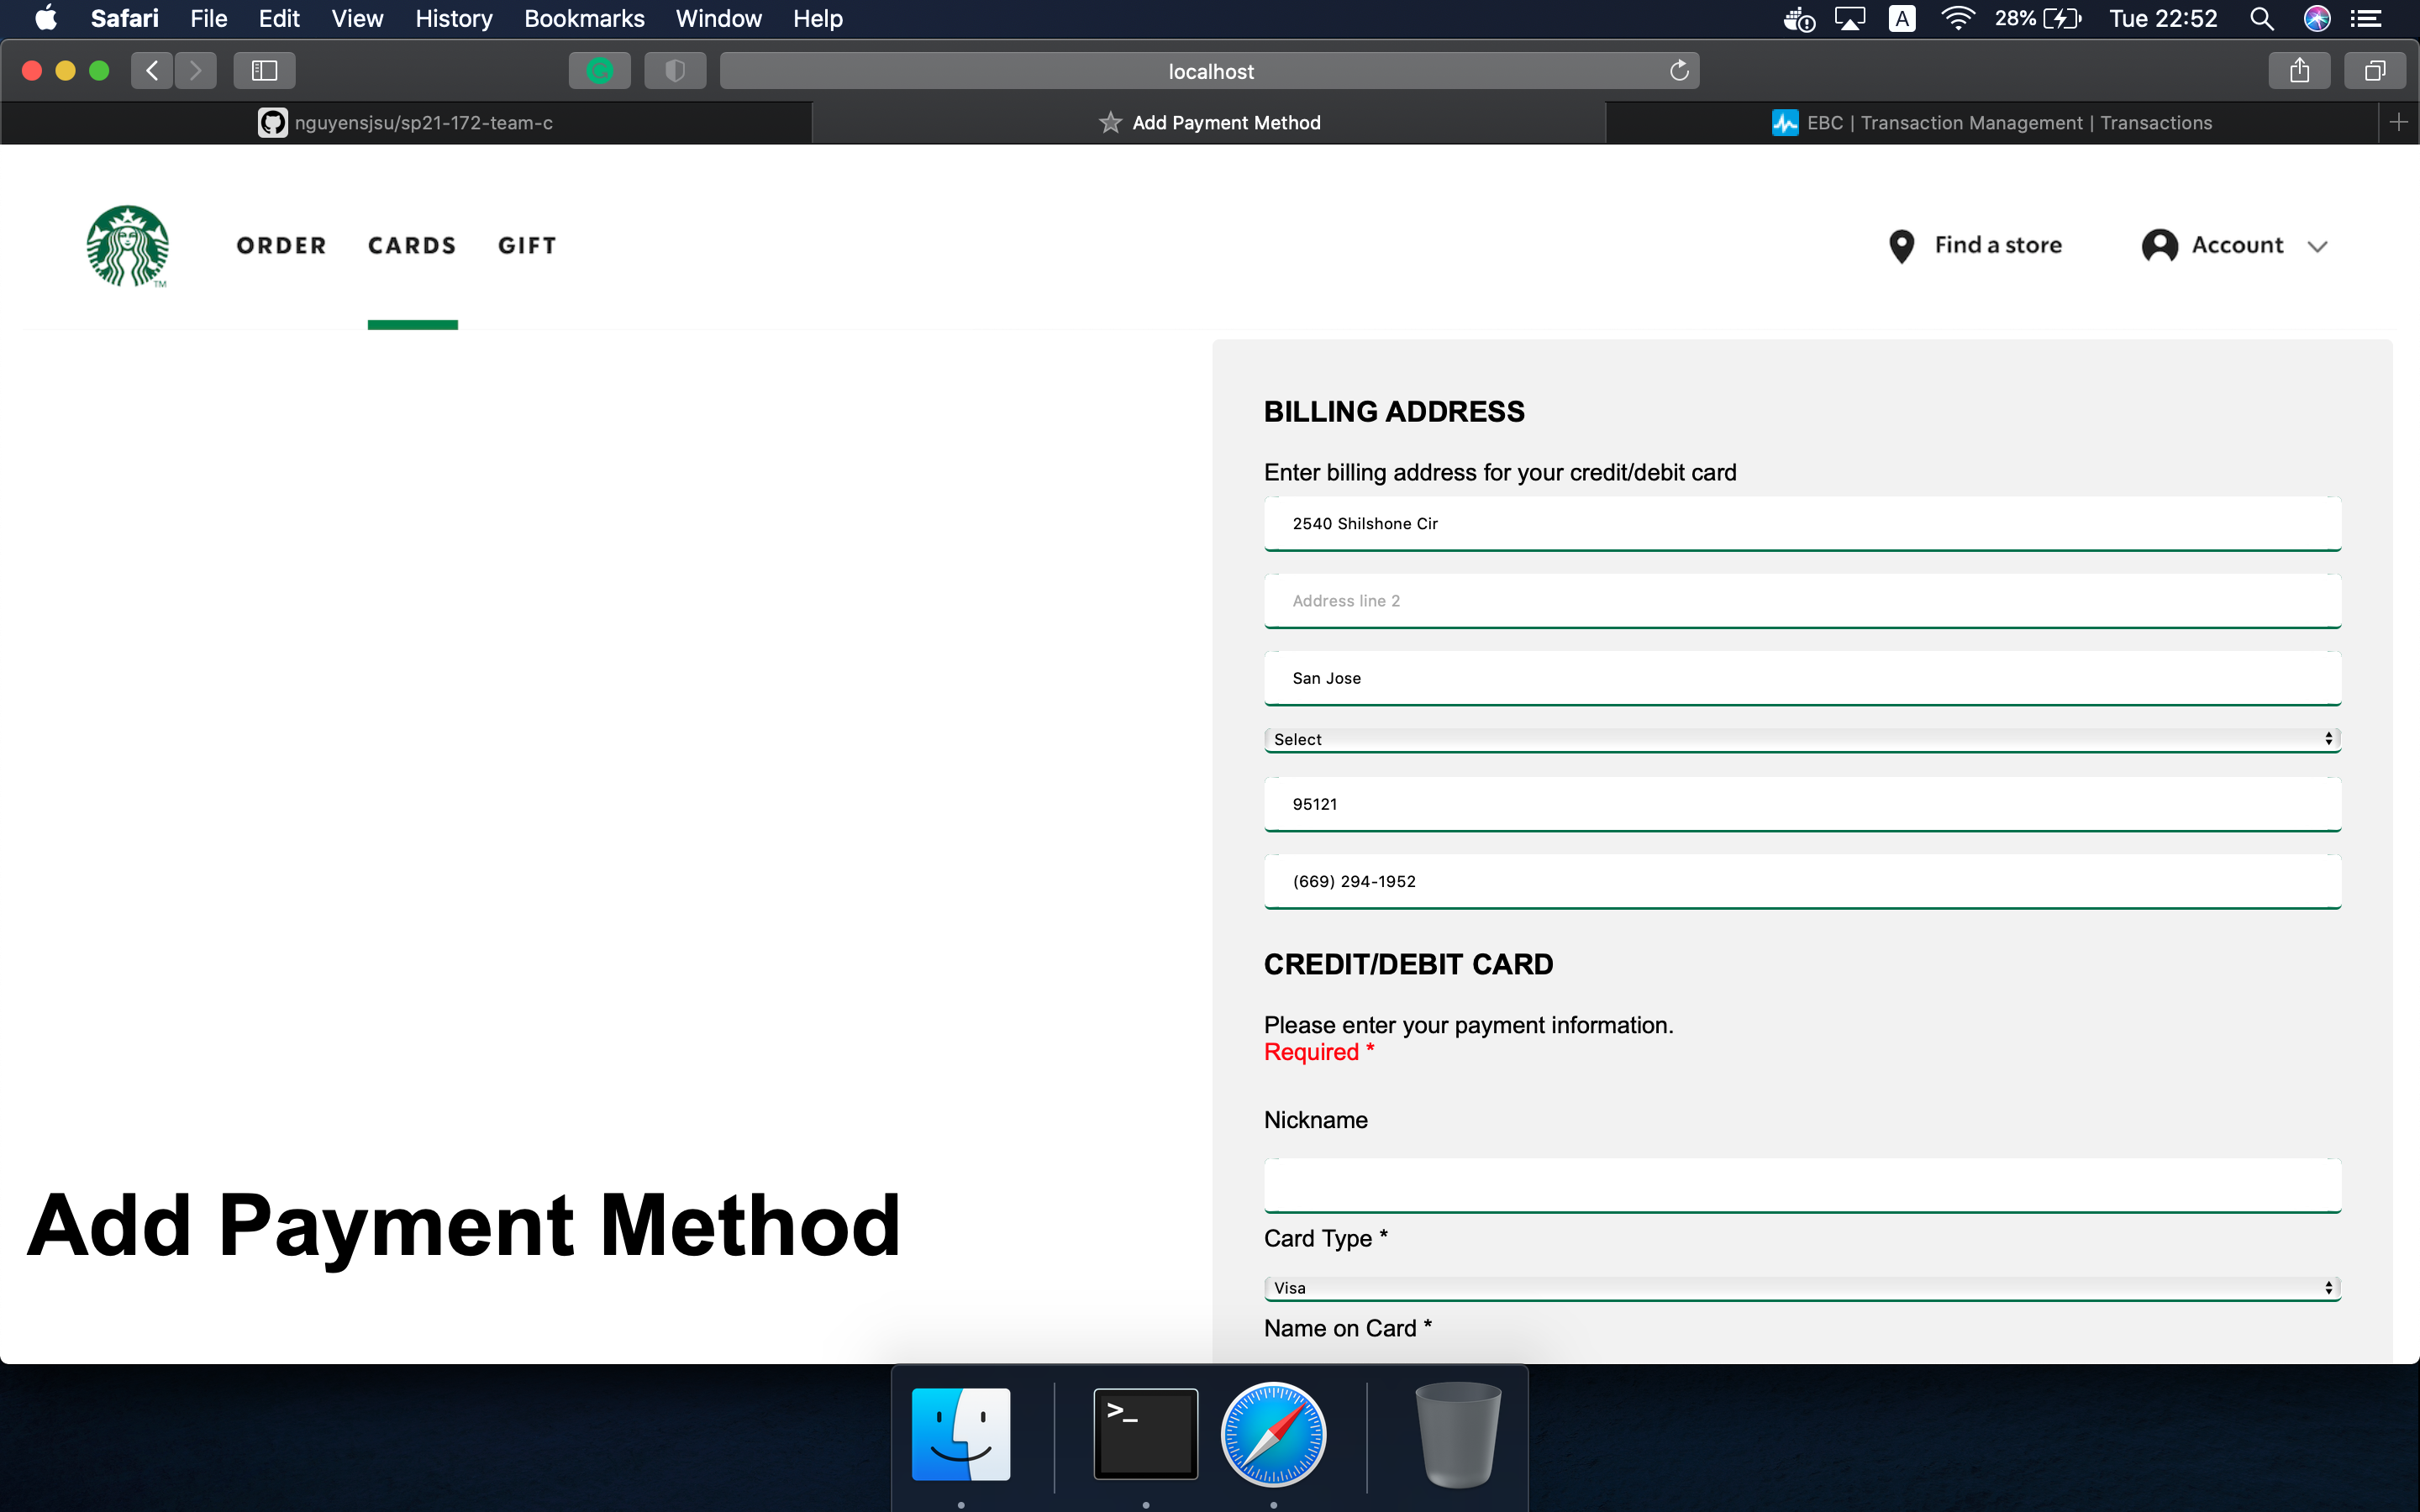 Safari File Edit View History Bookmarks Window Help A 28% Tue 22:52
localhost
nguyensjsu/sp21-172-team-c Add Payment Method EBC | Transaction Management | Transactions
ORDER CARDS GIFT Find a store Account
TM
BILLING ADDRESS
Enter billing address for your credit/debit card
2540 Shilshone Cir
Address line 2
San Jose
Select
95121
(669) 294-1952
CREDIT/DEBIT CARD
Please enter your payment information.
Required *
Nickname
Add Payment Method
Card Type *
Visa
Name on Card *
>_